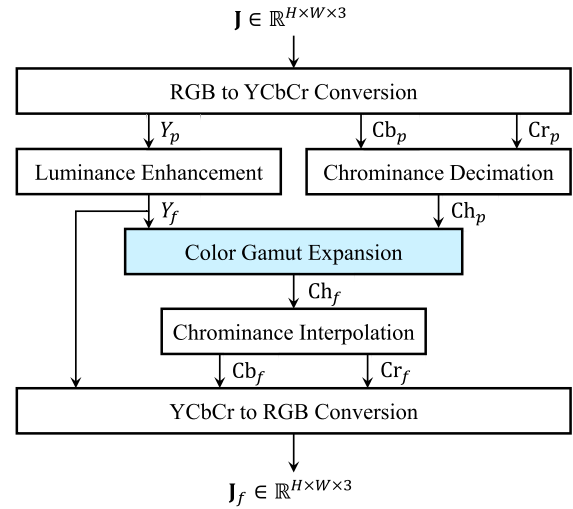 J ∈ ℝ^{H×W×3}
RGB to YCbCr Conversion
Y_p Cb_p Cr_p
Luminance Enhancement Chrominance Decimation
Y_f Ch_p
Color Gamut Expansion
Ch_f
Chrominance Interpolation
Cb_f Cr_f
YCbCr to RGB Conversion
J_f ∈ ℝ^{H×W×3}